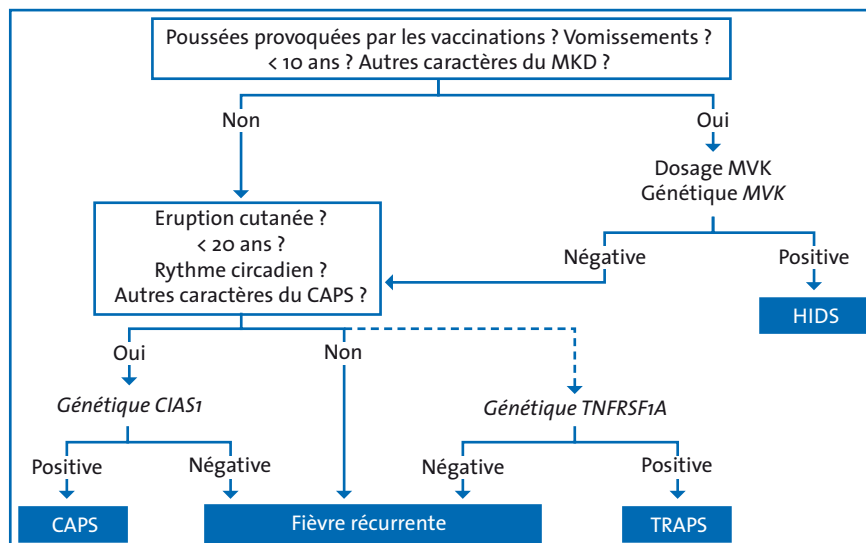 Poussées provoquées par les vaccinations ? Vomissements ?
< 10 ans ? Autres caractères du MKD ?
Non
Oui
Dosage MVK
Génétique MVK
Eruption cutanée ?
< 20 ans ?
Rythme circadien ?
Autres caractères du CAPS ?
Négative
Positive
HIDS
Oui
Non
Génétique CIAS1
Génétique TNFRSF1A
Positive
Négative
Négative
Positive
CAPS
Fièvre récurrente
TRAPS